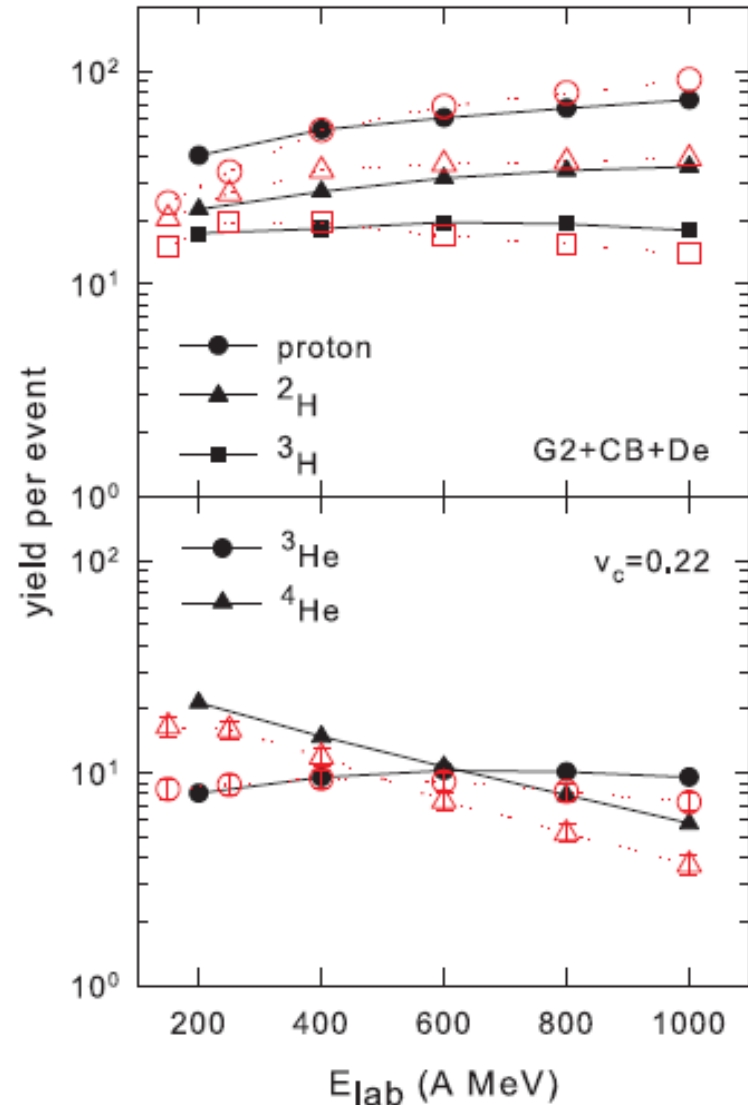 yield per event
10²
10¹
10⁰
proton
²H
³H
G2+CB+De
10²
10¹
10⁰
³He
⁴He
v_c=0.22
200 400 600 800 1000
E_lab (A MeV)